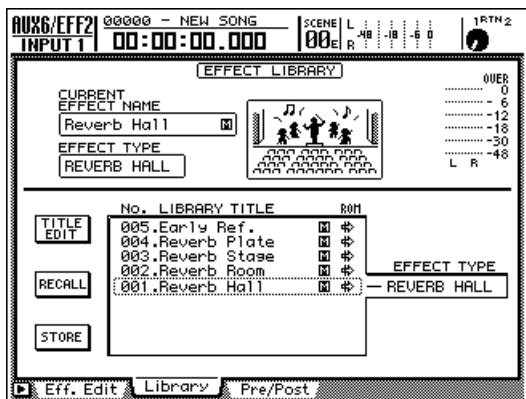 AUX6/EFF2 00000 - NEW SONG SCENE L -48 -18 -6 0 1RTN2
INPUT 1 00:00:00.000 00E R
EFFECT LIBRARY
CURRENT
EFFECT NAME
Reverb Hall M
EFFECT TYPE
REVERB HALL
OVER
0
- 6
-12
-18
-30
-48
L R
No. LIBRARY TITLE ROM
TITLE
EDIT
005.Early Ref. M
004.Reverb Plate M
003.Reverb Stage M
002.Reverb Room M
001.Reverb Hall M
RECALL
STORE
EFFECT TYPE
REVERB HALL
Eff. Edit Library Pre/Post